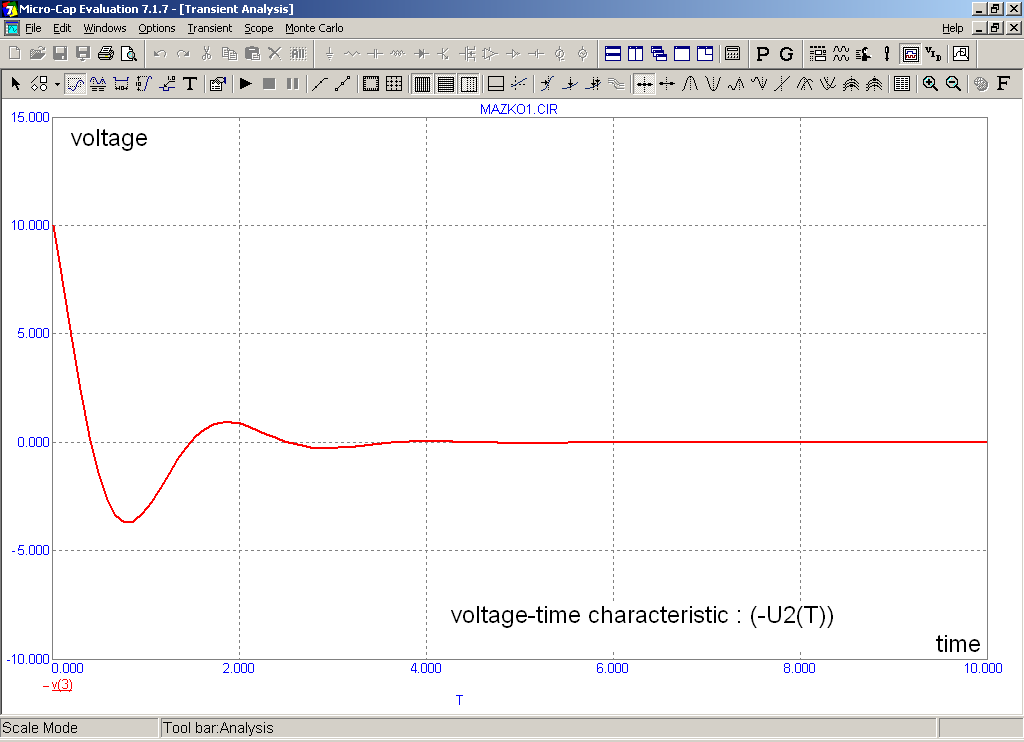 Micro-Cap Evaluation 7.1.7 - [Transient Analysis]
File Edit Windows Options Transient Scope Monte Carlo Help
P G
T F
MAZKO1.CIR
15.000
voltage
10.000
5.000
0.000
-5.000
voltage-time characteristic : (-U2(T))
time
-10.000
0.000 2.000 4.000 6.000 8.000 10.000
v(3)
T
Scale Mode Tool bar:Analysis